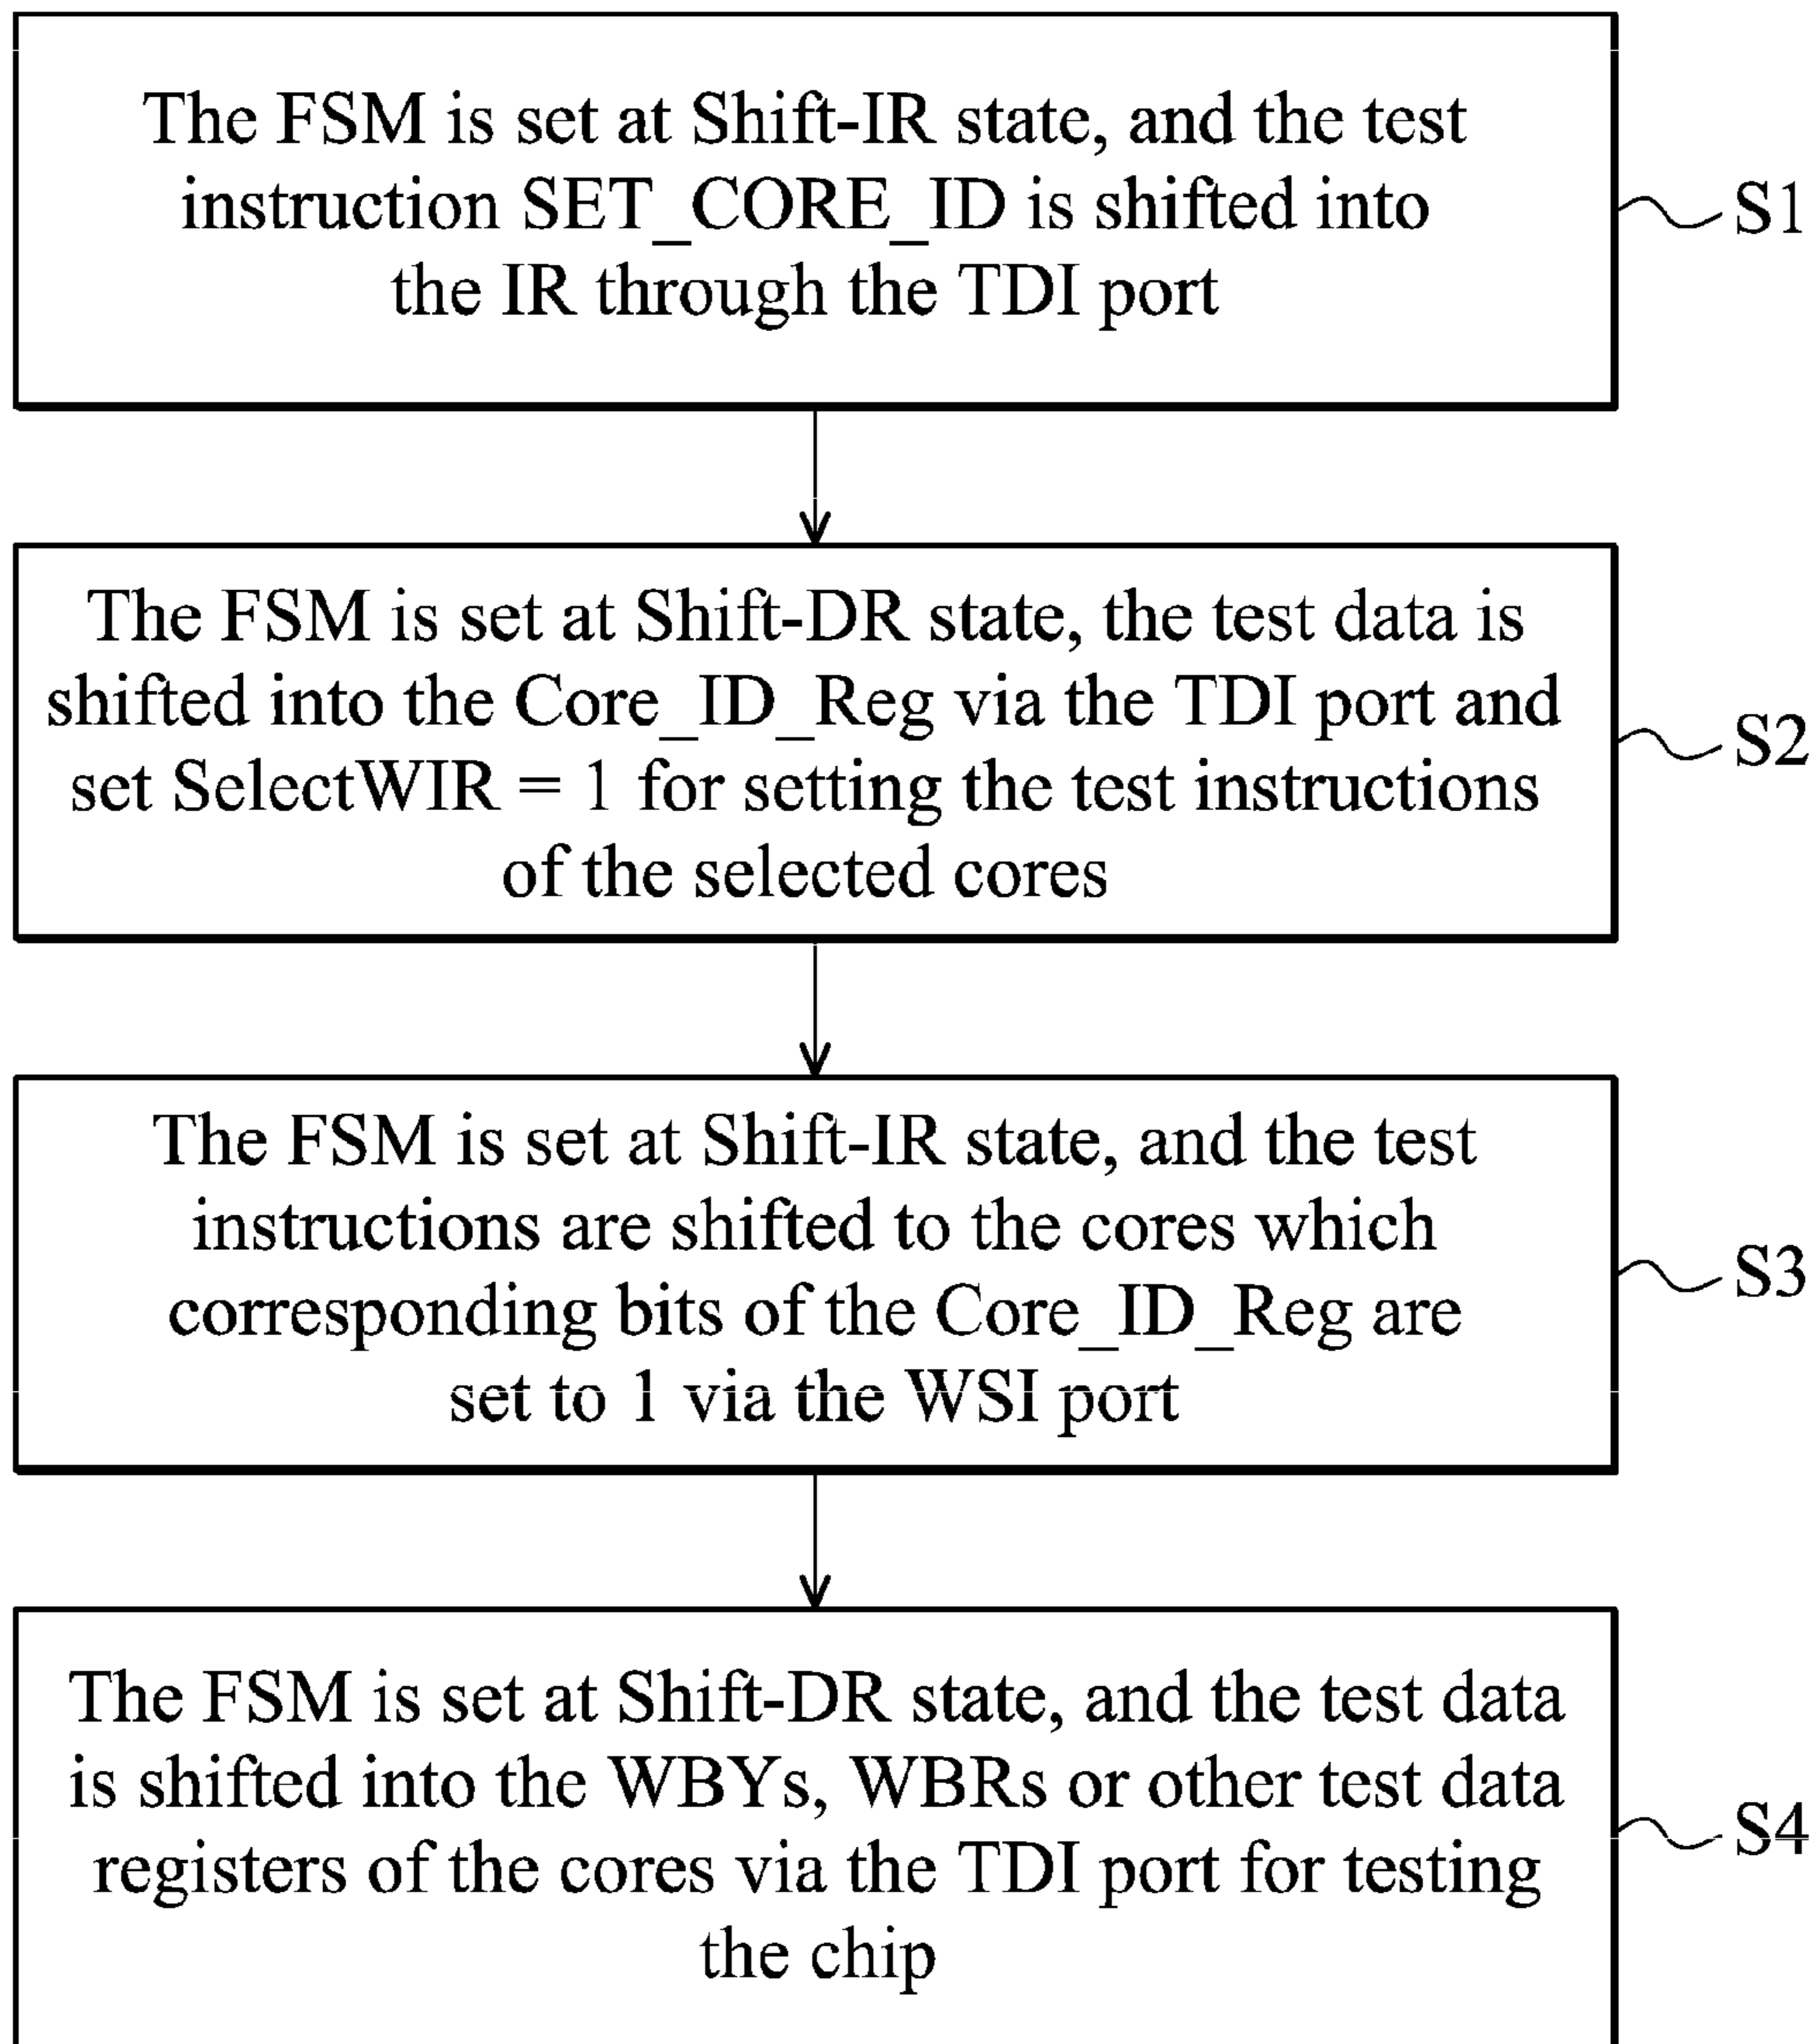 The FSM is set at Shift-IR state, and the test
instruction SET_CORE_ID is shifted into
the IR through the TDI port
S1
The FSM is set at Shift-DR state, the test data is
shifted into the Core_ID_Reg via the TDI port and
set SelectWIR = 1 for setting the test instructions
of the selected cores
S2
The FSM is set at Shift-IR state, and the test
instructions are shifted to the cores which
corresponding bits of the Core_ID_Reg are
set to 1 via the WSI port
S3
The FSM is set at Shift-DR state, and the test data
is shifted into the WBYs, WBRs or other test data
registers of the cores via the TDI port for testing
the chip
S4